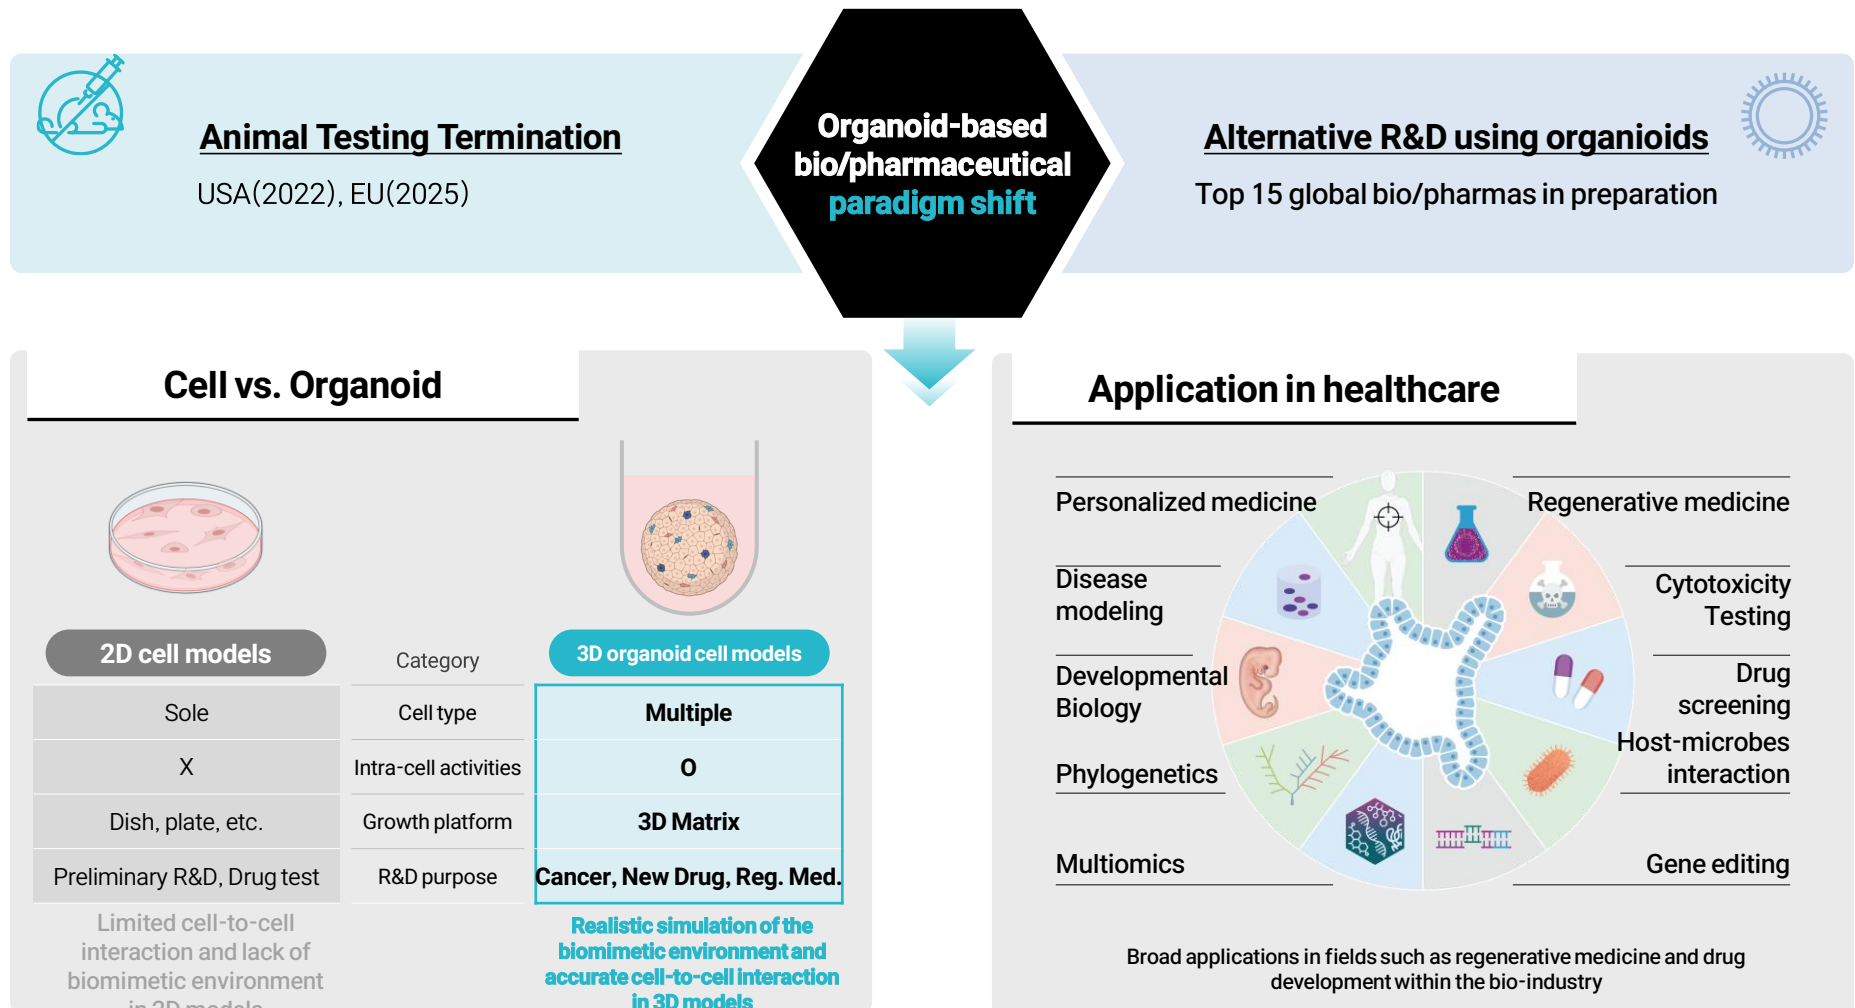 Animal Testing Termination
USA(2022), EU(2025)
Organoid-based
bio/pharmaceutical
paradigm shift
Alternative R&D using organioids
Top 15 global bio/pharmas in preparation
Cell vs. Organoid
2D cell models
Category
3D organoid cell models
Sole
Cell type
Multiple
X
Intra-cell activities
O
Dish, plate, etc.
Growth platform
3D Matrix
Preliminary R&D, Drug test
R&D purpose
Cancer, New Drug, Reg. Med.
Limited cell-to-cell
interaction and lack of
biomimetic environment
in 2D models
Realistic simulation of the
biomimetic environment and
accurate cell-to-cell interaction
in 3D models
Application in healthcare
Personalized medicine
Regenerative medicine
Disease
modeling
Cytotoxicity
Testing
Developmental
Biology
Drug
screening
Phylogenetics
Host-microbes
interaction
Multiomics
Gene editing
Broad applications in fields such as regenerative medicine and drug
development within the bio-industry